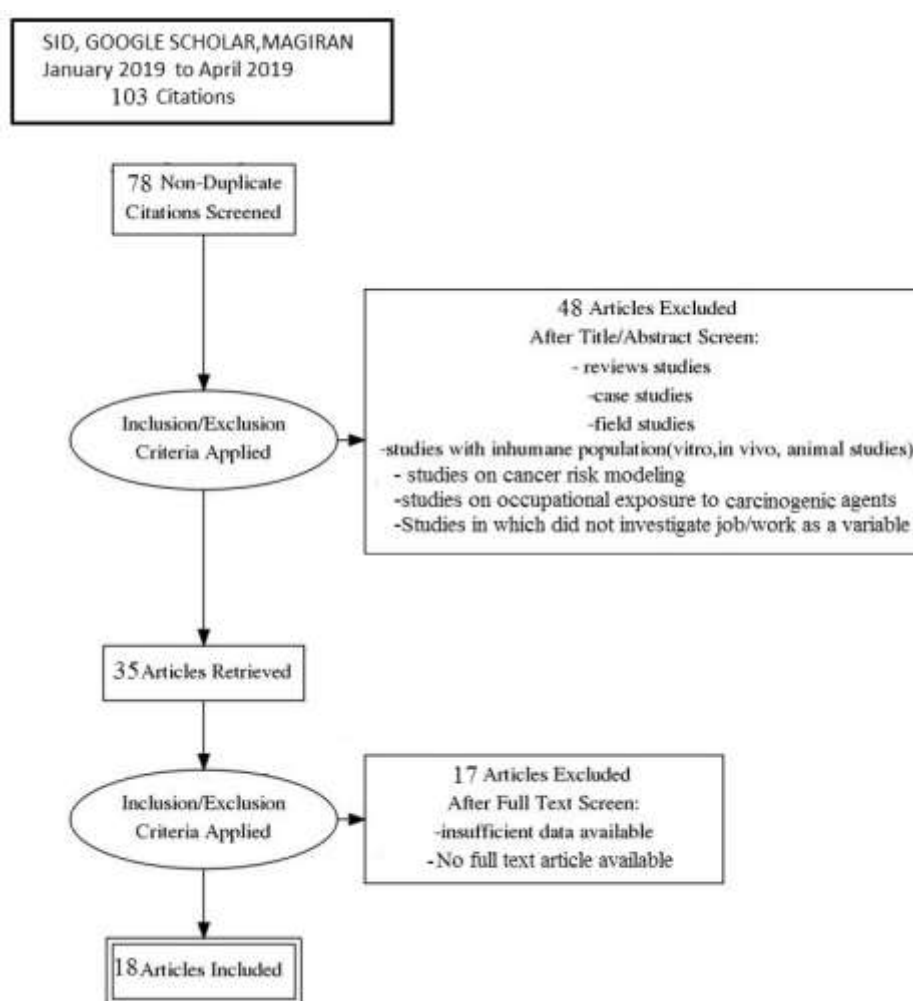 SID, GOOGLE SCHOLAR,MAGIRAN
January 2019 to April 2019
103 Citations
78 Non-Duplicate
Citations Screened
48 Articles Excluded
After Title/Abstract Screen:
- reviews studies
-case studies
-field studies
-studies with inhumane population(vitro,in vivo, animal studies)
- studies on cancer risk modeling
-studies on occupational exposure to carcinogenic agents
-Studies in which did not investigate job/work as a variable
Inclusion/Exclusion
Criteria Applied
35 Articles Retrieved
17 Articles Excluded
After Full Text Screen:
-insufficient data available
-No full text article available
Inclusion/Exclusion
Criteria Applied
18 Articles Included